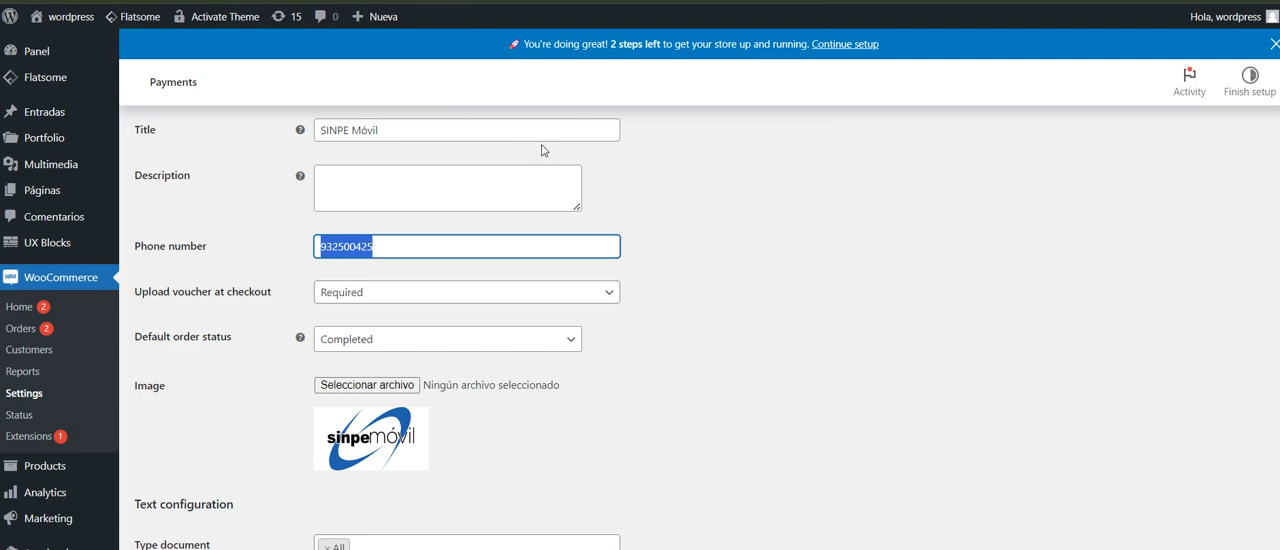 wordpress Flatsome Activate Theme 15 0 Nueva Hola, wordpress
🚀 You're doing great! 2 steps left to get your store up and running. Continue setup
Panel
Flatsome
Entradas
Portfolio
Multimedia
Páginas
Comentarios
UX Blocks
WooCommerce
Home 2
Orders 2
Customers
Reports
Settings
Status
Extensions 1
Products
Analytics
Marketing
Payments
Activity
Finish setup
Title
SINPE Móvil
Description
Phone number
932500425
Upload voucher at checkout
Required
Default order status
Completed
Image
Seleccionar archivo Ningún archivo seleccionado
sinpemóvil
Text configuration
Type document
× All